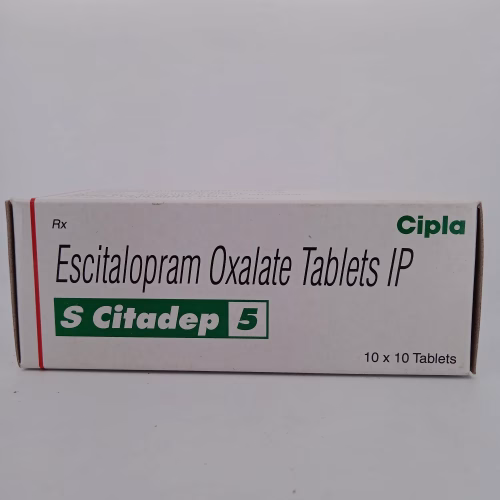 Rx
Cipla
Escitalopram Oxalate Tablets IP
S Citadep 5
10 x 10 Tablets